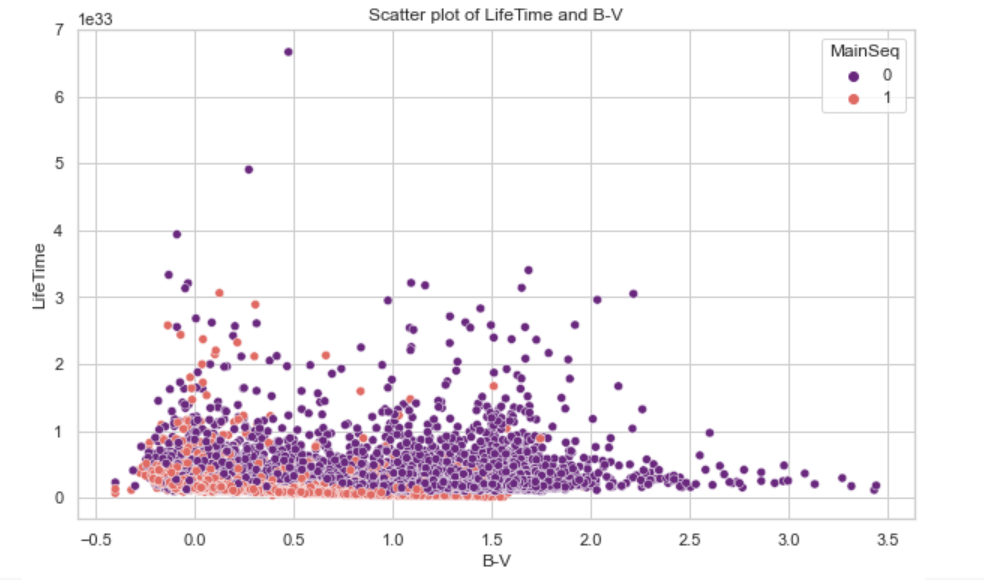 Scatter plot of LifeTime and B-V
1e33
7
6
5
4
3
2
1
0
LifeTime
MainSeq
0
1
−0.5 0.0 0.5 1.0 1.5 2.0 2.5 3.0 3.5
B-V